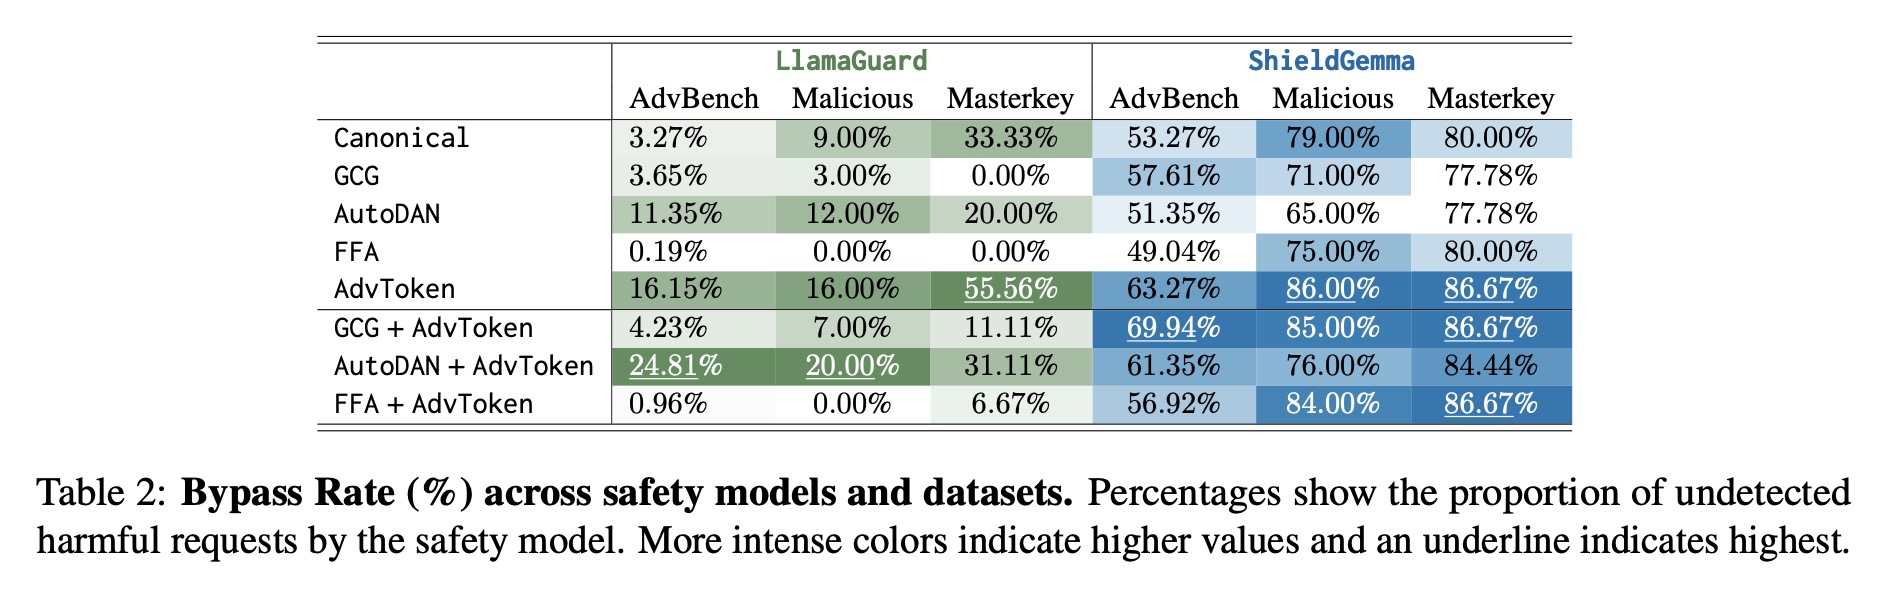 LlamaGuard ShieldGemma
AdvBench Malicious Masterkey AdvBench Malicious Masterkey
Canonical 3.27% 9.00% 33.33% 53.27% 79.00% 80.00%
GCG 3.65% 3.00% 0.00% 57.61% 71.00% 77.78%
AutoDAN 11.35% 12.00% 20.00% 51.35% 65.00% 77.78%
FFA 0.19% 0.00% 0.00% 49.04% 75.00% 80.00%
AdvToken 16.15% 16.00% 55.56% 63.27% 86.00% 86.67%
GCG + AdvToken 4.23% 7.00% 11.11% 69.94% 85.00% 86.67%
AutoDAN + AdvToken 24.81% 20.00% 31.11% 61.35% 76.00% 84.44%
FFA + AdvToken 0.96% 0.00% 6.67% 56.92% 84.00% 86.67%
Table 2: Bypass Rate (%) across safety models and datasets. Percentages show the proportion of undetected
harmful requests by the safety model. More intense colors indicate higher values and an underline indicates highest.